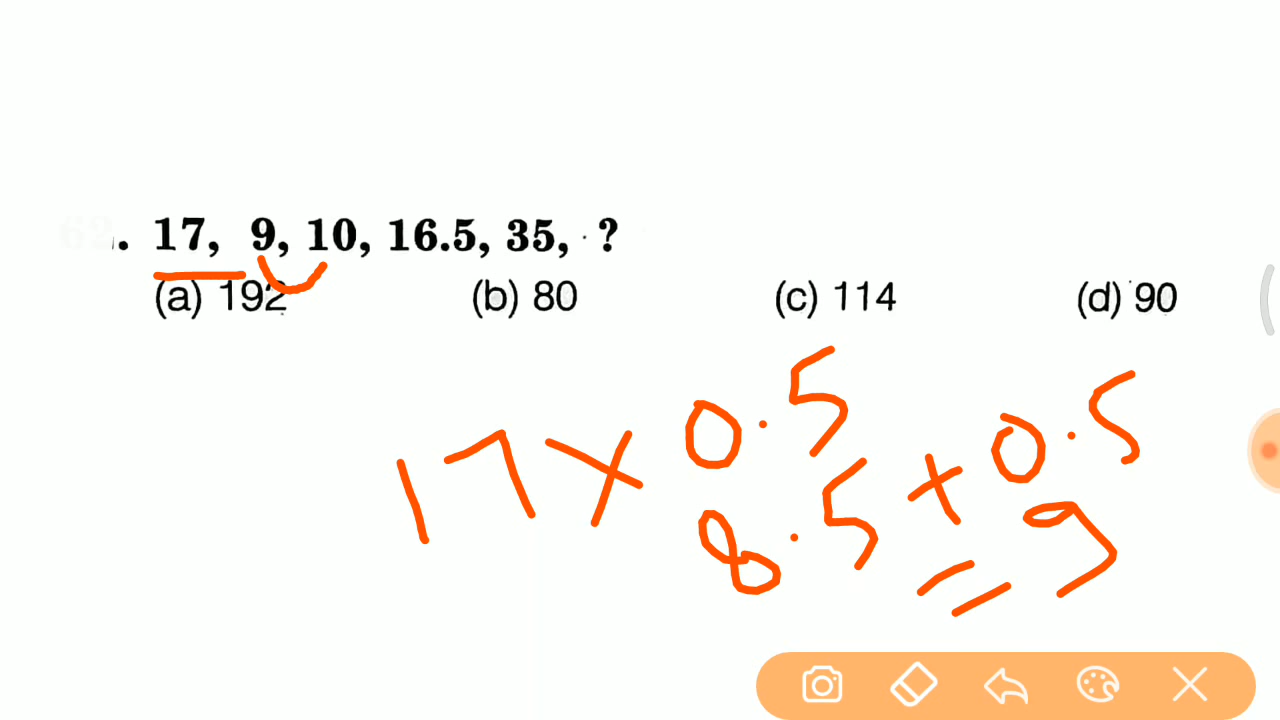 62. 17, 9, 10, 16.5, 35, ?
(a) 192 (b) 80 (c) 114 (d) 90
17 × 0.5 + 0.5
8.5 = 9